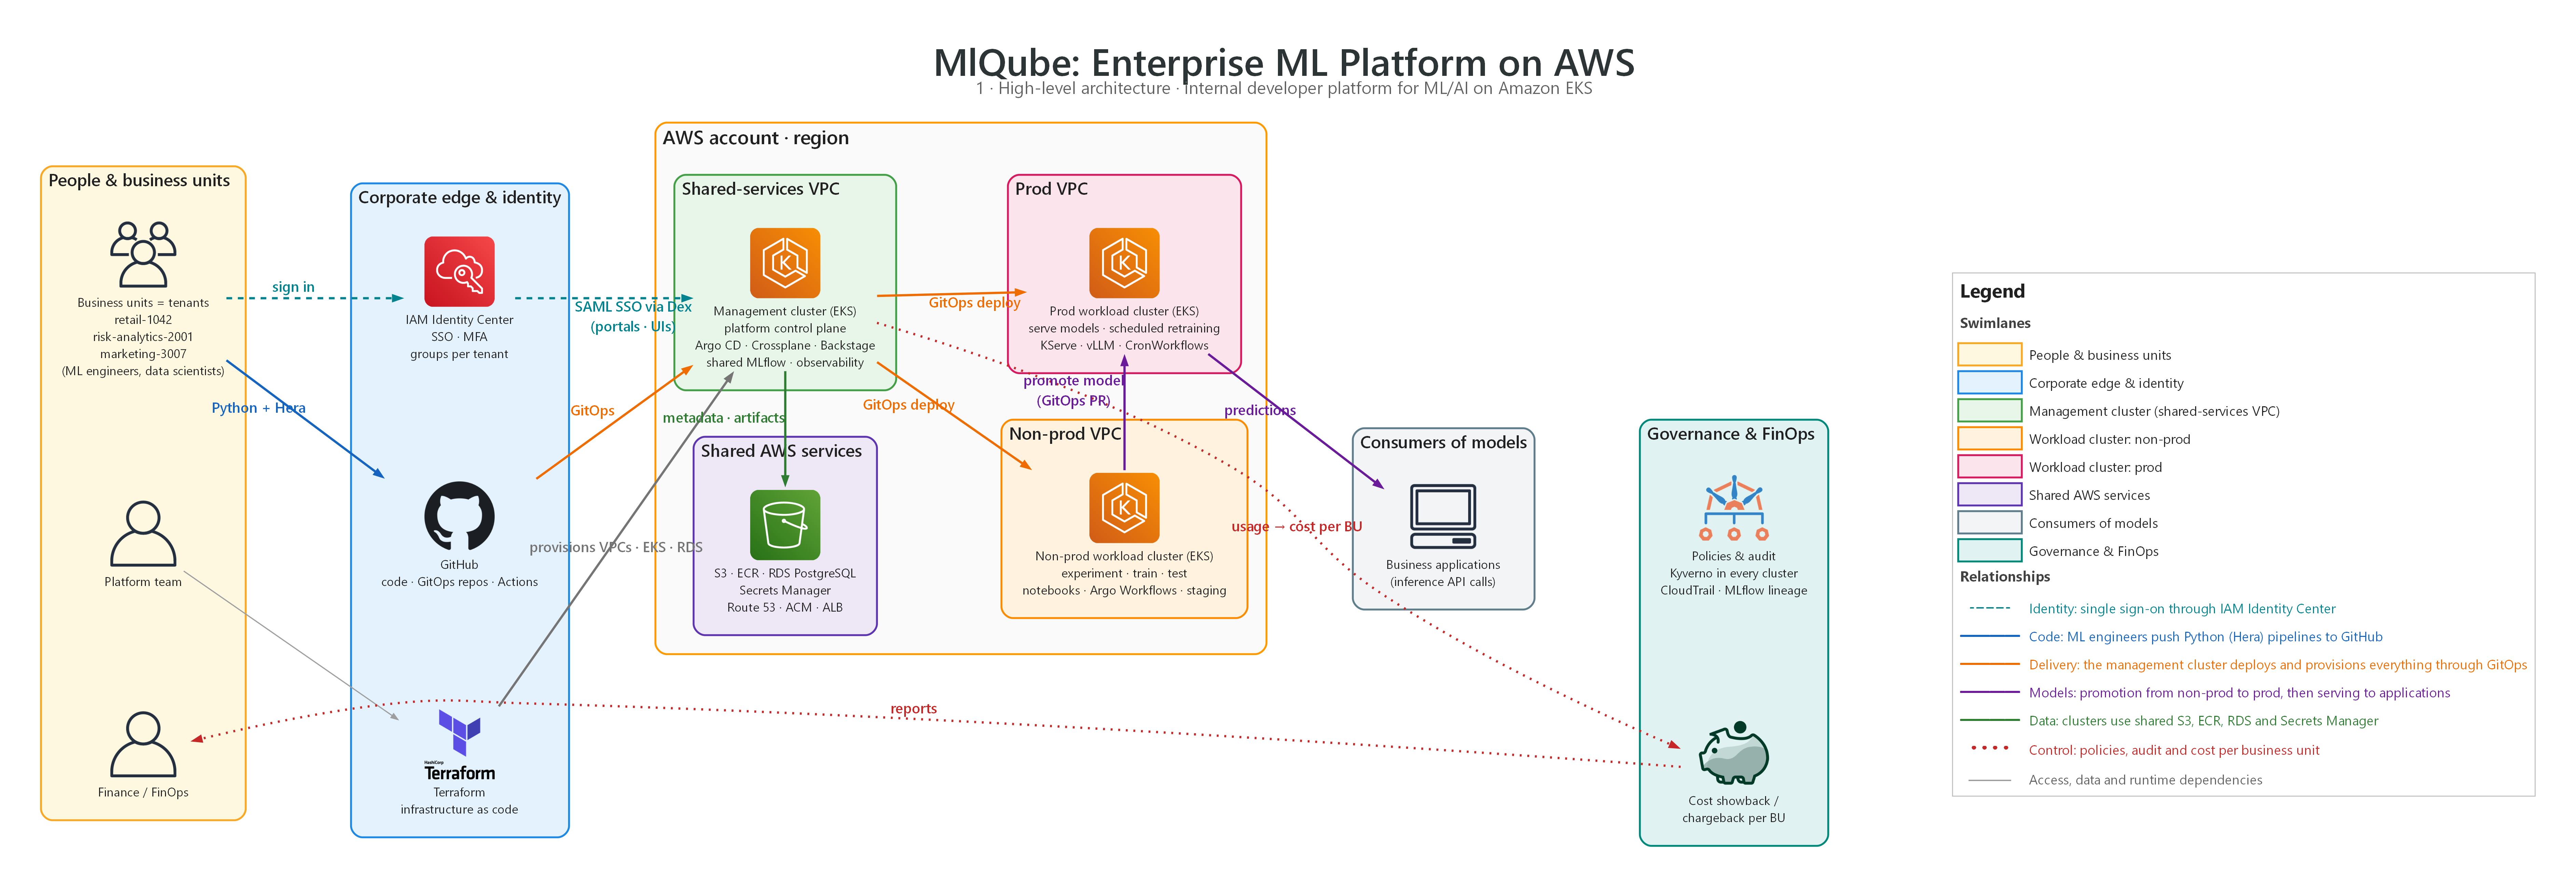 MlQube: Enterprise ML Platform on AWS
1 · High-level architecture · Internal developer platform for ML/AI on Amazon EKS
People & business units
Business units = tenants
retail-1042
risk-analytics-2001
marketing-3007
(ML engineers, data scientists)
Platform team
Finance / FinOps
sign in
Python + Hera
Corporate edge & identity
IAM Identity Center
SSO · MFA
groups per tenant
GitHub
code · GitOps repos · Actions
HashiCorp
Terraform
Terraform
infrastructure as code
SAML SSO via Dex
(portals · UIs)
GitOps
provisions VPCs · EKS · RDS
AWS account · region
Shared-services VPC
Management cluster (EKS)
platform control plane
Argo CD · Crossplane · Backstage
shared MLflow · observability
metadata · artifacts
Shared AWS services
S3 · ECR · RDS PostgreSQL
Secrets Manager
Route 53 · ACM · ALB
GitOps deploy
GitOps deploy
Prod VPC
Prod workload cluster (EKS)
serve models · scheduled retraining
KServe · vLLM · CronWorkflows
promote model
(GitOps PR)
Non-prod VPC
Non-prod workload cluster (EKS)
experiment · train · test
notebooks · Argo Workflows · staging
predictions
usage → cost per BU
reports
Consumers of models
Business applications
(inference API calls)
Governance & FinOps
Policies & audit
Kyverno in every cluster
CloudTrail · MLflow lineage
Cost showback /
chargeback per BU
Legend
Swimlanes
People & business units
Corporate edge & identity
Management cluster (shared-services VPC)
Workload cluster: non-prod
Workload cluster: prod
Shared AWS services
Consumers of models
Governance & FinOps
Relationships
Identity: single sign-on through IAM Identity Center
Code: ML engineers push Python (Hera) pipelines to GitHub
Delivery: the management cluster deploys and provisions everything through GitOps
Models: promotion from non-prod to prod, then serving to applications
Data: clusters use shared S3, ECR, RDS and Secrets Manager
Control: policies, audit and cost per business unit
Access, data and runtime dependencies